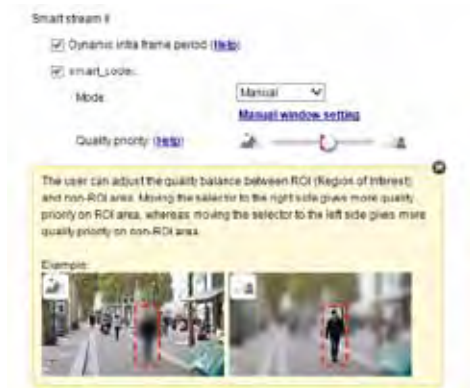 Smart stream II
Dynamic intra frame period (Help)
smart_codec:
Mode Manual
Manual window setting
Quality priority: (Help)
The user can adjust the quality balance between ROI (Region of Interest)
and non-ROI area. Moving the selector to the right side gives more quality
priority on ROI area, whereas moving the selector to the left side gives more
quality priority on non-ROI area.
Example: